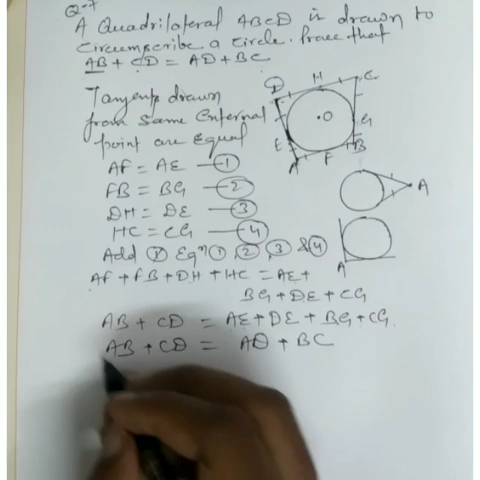 Q-7
A Quadrilateral ABCD is drawn to
Circumscribe a Circle. Prove that
AB + CD = AD + BC
Tangents drawn
from Same External
point are Equal
AF = AE — 1
FB = BG — 2
DH = DE — 3
HC = CG — 4
Add Eqn 1, 2, 3 & 4
AF + FB + DH + HC = AE +
BG + DE + CG
AB + CD = AE + DE + BG + CG.
AB + CD = AD + BC
D
H
C
O
G
E
B
F
A
A
A